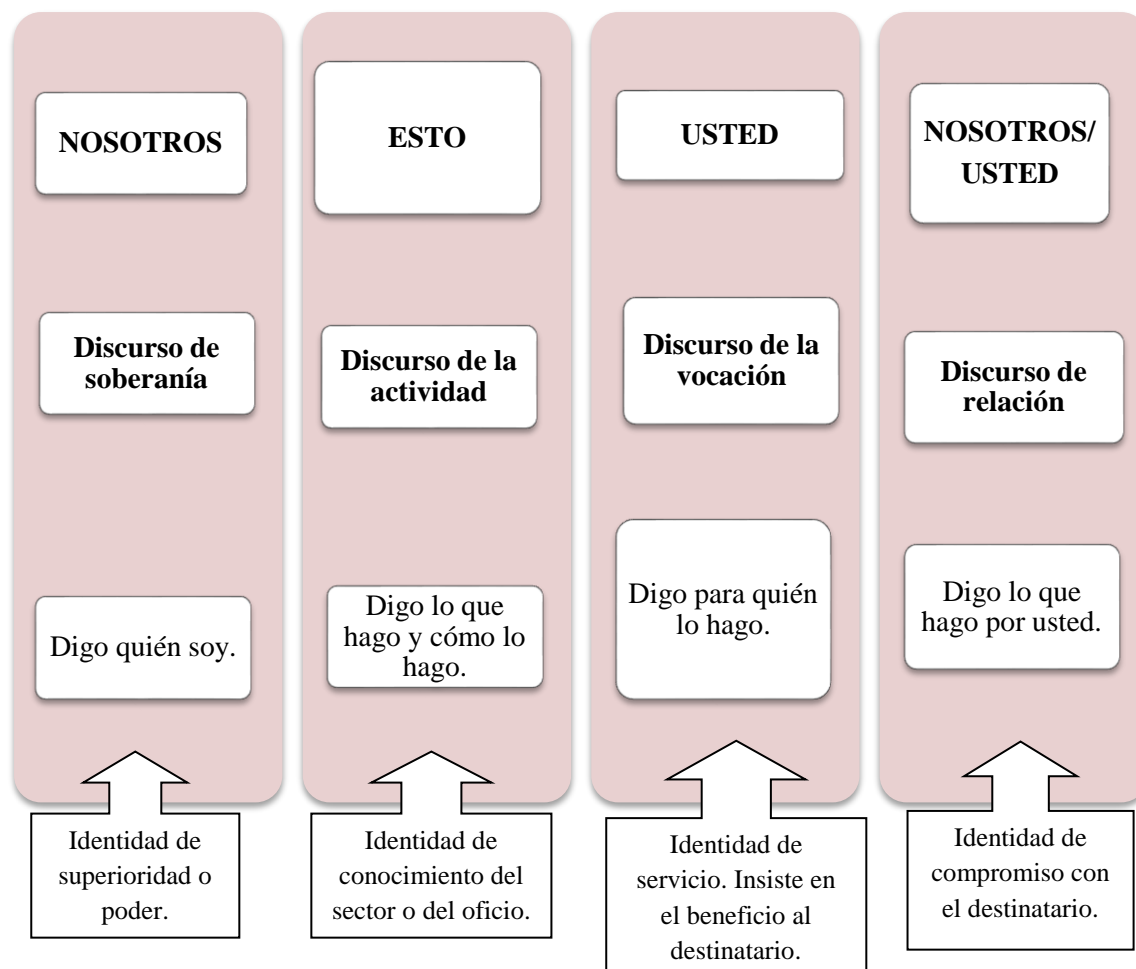 NOSOTROS
Discurso de
soberanía
Digo quién soy.
Identidad de
superioridad o
poder.
ESTO
Discurso de la
actividad
Digo lo que
hago y cómo lo
hago.
Identidad de
conocimiento del
sector o del oficio.
USTED
Discurso de la
vocación
Digo para quién
lo hago.
Identidad de
servicio. Insiste en
el beneficio al
destinatario.
NOSOTROS/
USTED
Discurso de
relación
Digo lo que
hago por usted.
Identidad de
compromiso con
el destinatario.